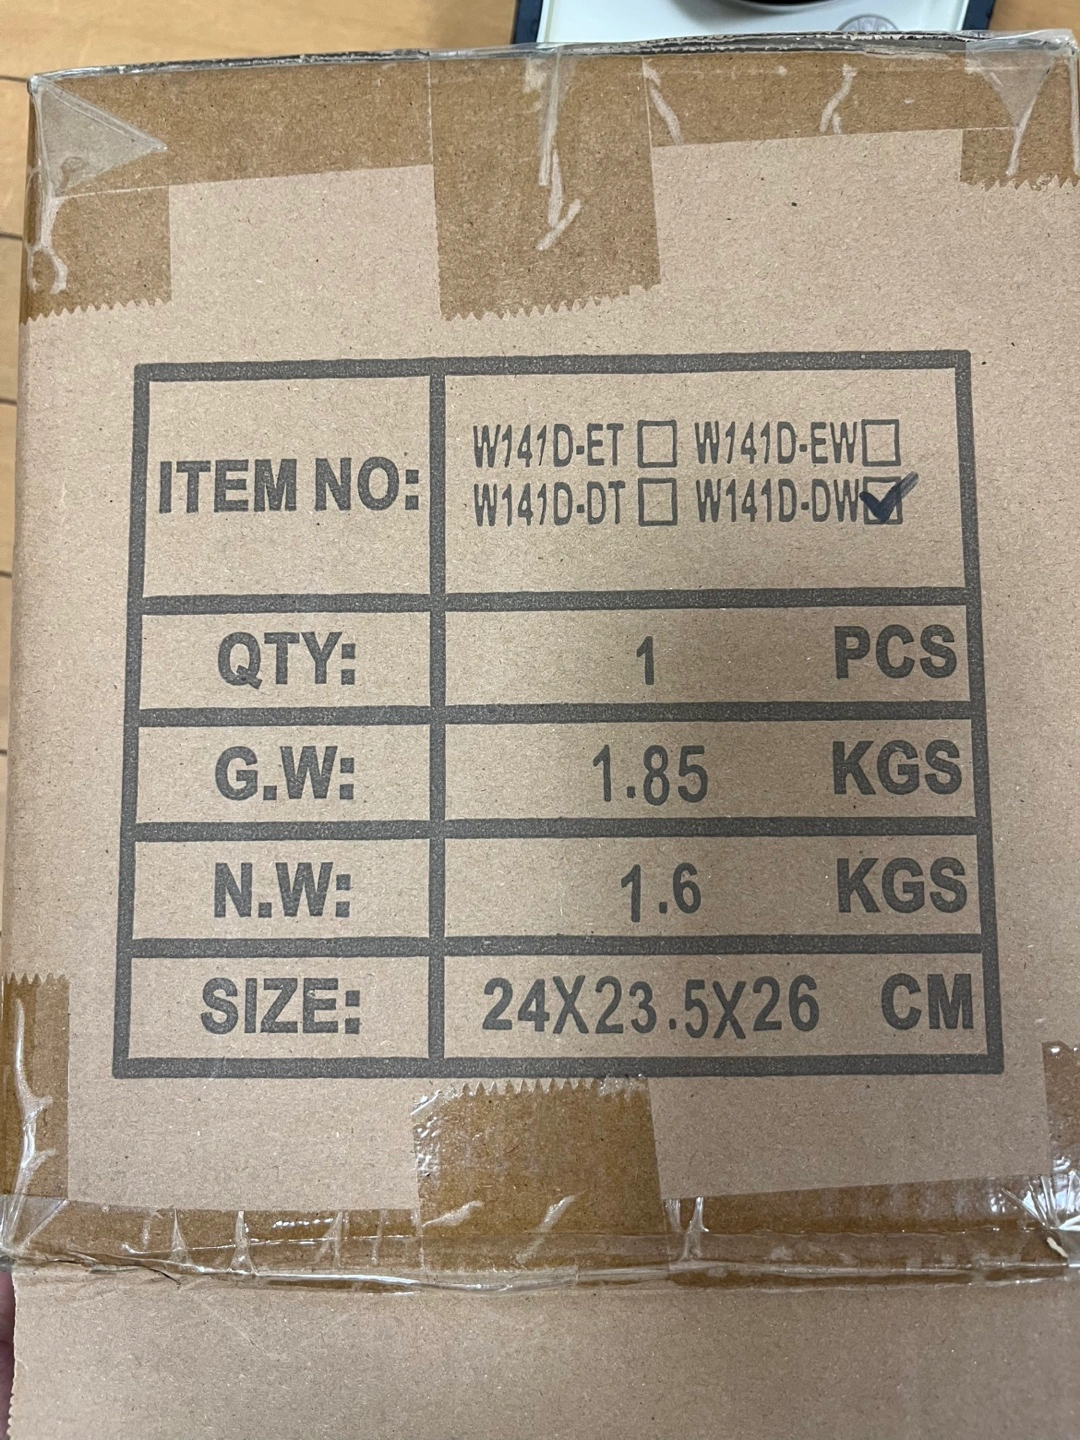 ITEM NO:
W141D-ET ☐ W141D-EW ☐
W141D-DT ☐ W141D-DW ☑
QTY: 1 PCS
G.W: 1.85 KGS
N.W: 1.6 KGS
SIZE: 24X23.5X26 CM